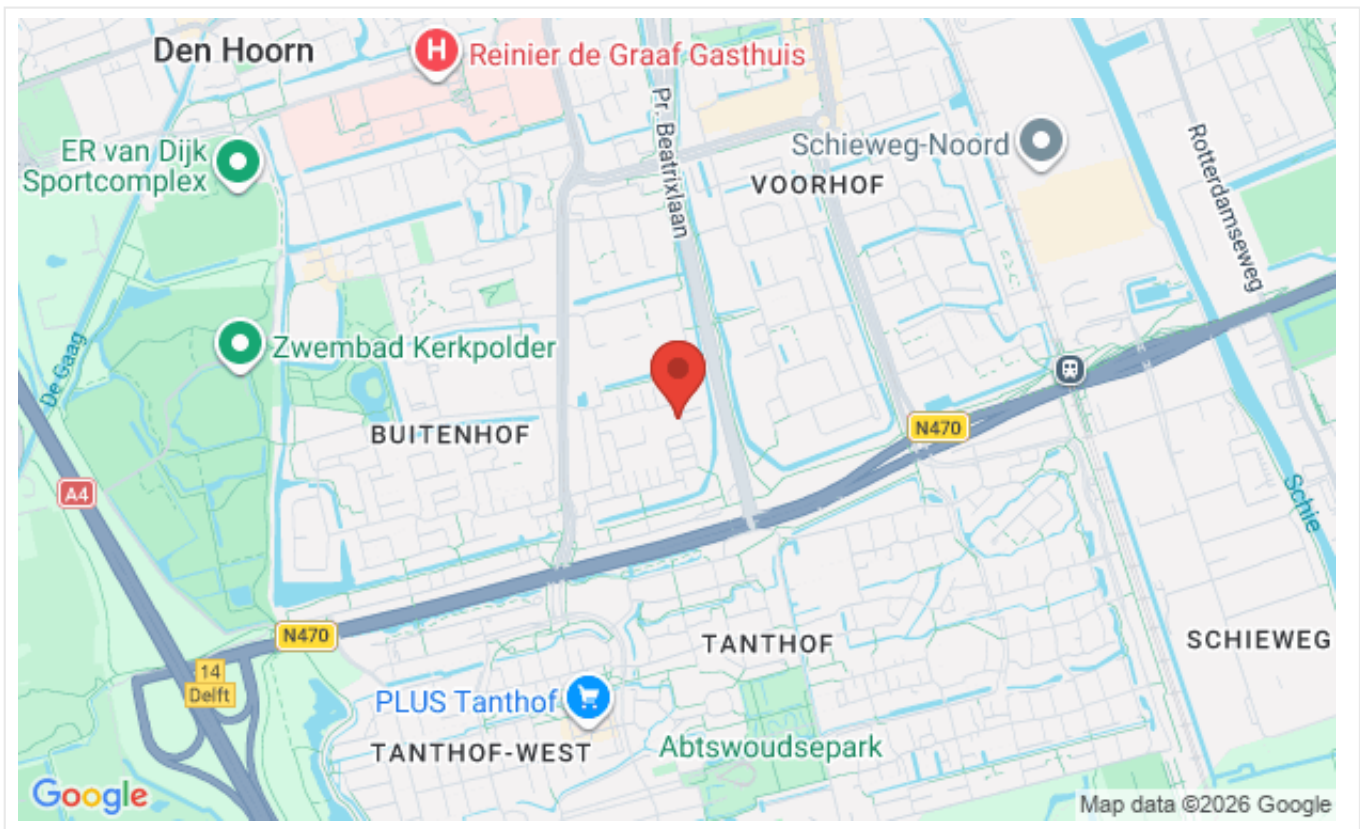 Den Hoorn
H
Reinier de Graaf Gasthuis
Pr. Beatrixlaan
ER van Dijk
Sportcomplex
Schieweg-Noord
VOORHOF
Rotterdamseweg
De Gaag
Zwembad Kerkpolder
BUITENHOF
N470
A4
Schie
N470
14
Delft
TANTHOF
SCHIEWEG
PLUS Tanthof
TANTHOF-WEST
Abtswoudsepark
Google
Map data ©2026 Google